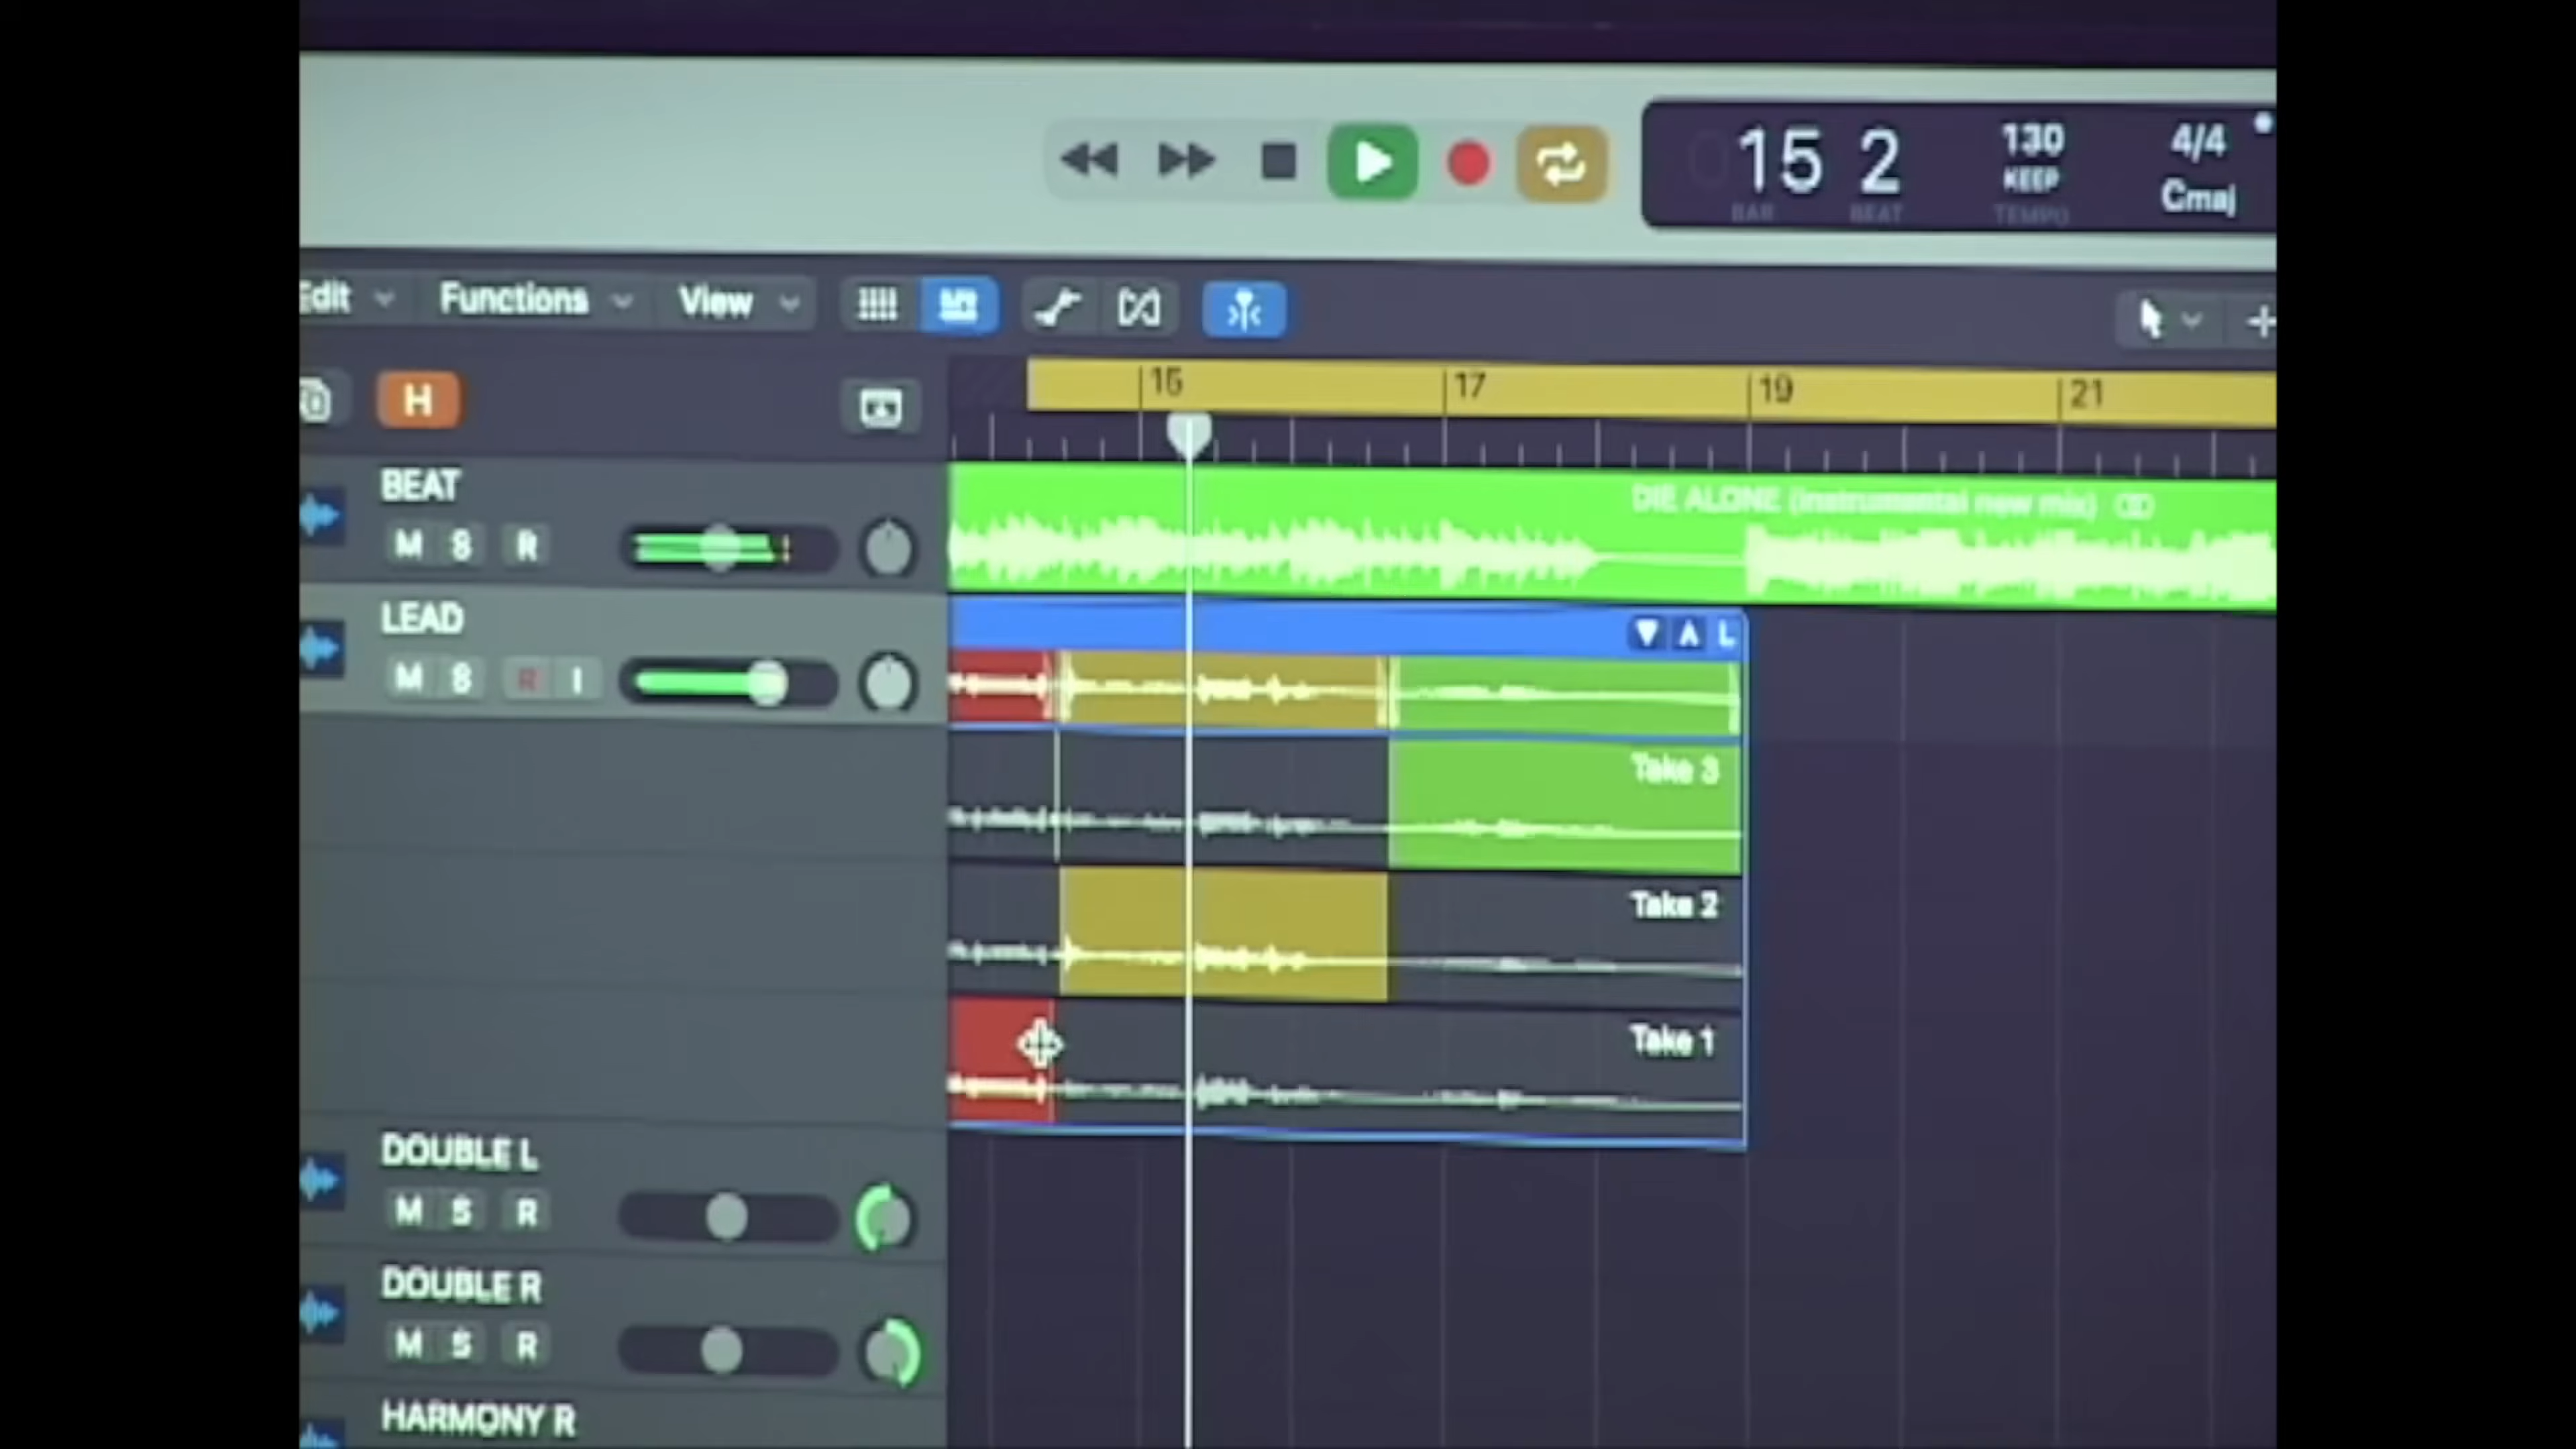 15 2 130 4/4
KEEP Cmaj
BAR BEAT TEMPO
Edit Functions View
H
15 17 19 21
BEAT
DIE ALONE (instrumental new mix)
M S R
LEAD
A L
M S R I
Take 3
Take 2
Take 1
DOUBLE L
M S R
DOUBLE R
M S R
HARMONY R